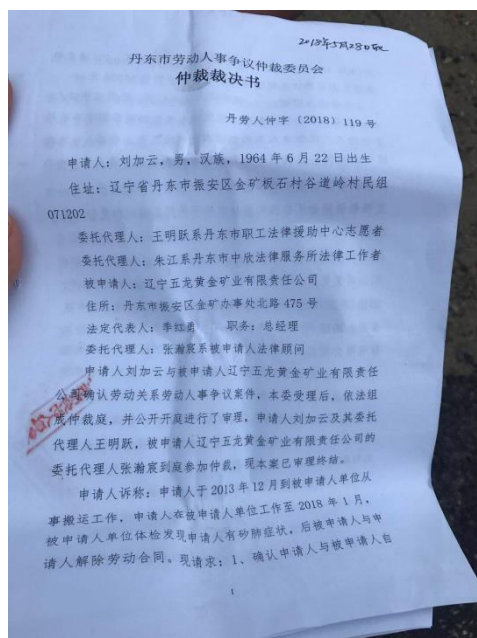 2018年5月28日收
丹东市劳动人事争议仲裁委员会
仲裁裁决书
丹劳人仲字（2018）119号
申请人：刘加云，男，汉族，1964年6月22日出生
住址：辽宁省丹东市振安区金矿板石村谷道岭村民组
071202
委托代理人：王明跃系丹东市职工法律援助中心志愿者
委托代理人：朱江系丹东市中欣法律服务所法律工作者
被申请人：辽宁五龙黄金矿业有限责任公司
住所：丹东市振安区金矿办事处北路475号
法定代表人：季红勇 职务：总经理
委托代理人：张瀚宸系被申请人法律顾问
申请人刘加云与被申请人辽宁五龙黄金矿业有限责任
公司确认劳动关系劳动人事争议案件，本委受理后，依法组
成仲裁庭，并公开开庭进行了审理，申请人刘加云及其委托
代理人王明跃，被申请人辽宁五龙黄金矿业有限责任公司的
委托代理人张瀚宸到庭参加仲裁，现本案已审理终结。
申请人诉称：申请人于2013年12月到被申请人单位从
事搬运工作，申请人在被申请人单位工作至2018年1月，
被申请人单位体检发现申请人有矽肺症状，后被申请人与申
请人解除劳动合同。现请求：1、确认申请人与被申请人自
1